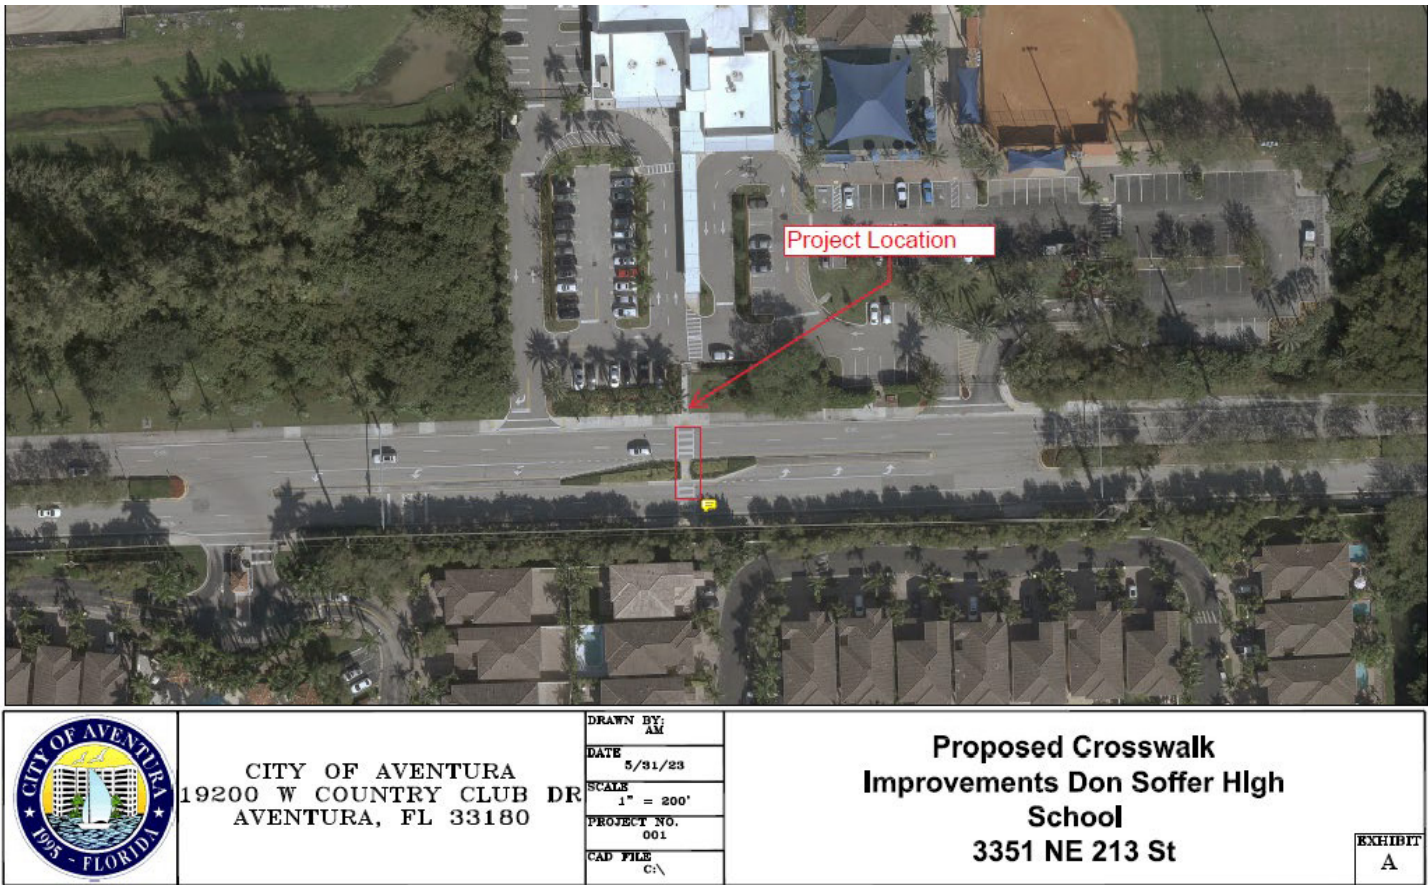 Project Location
CITY OF AVENTURA
1995 - FLORIDA
CITY OF AVENTURA
19200 W COUNTRY CLUB DR
AVENTURA, FL 33180
DRAWN BY:
AM
DATE
5/31/23
SCALE
1" = 200'
PROJECT NO.
001
CAD FILE
C:\
Proposed Crosswalk
Improvements Don Soffer HIgh
School
3351 NE 213 St
EXHIBIT
A